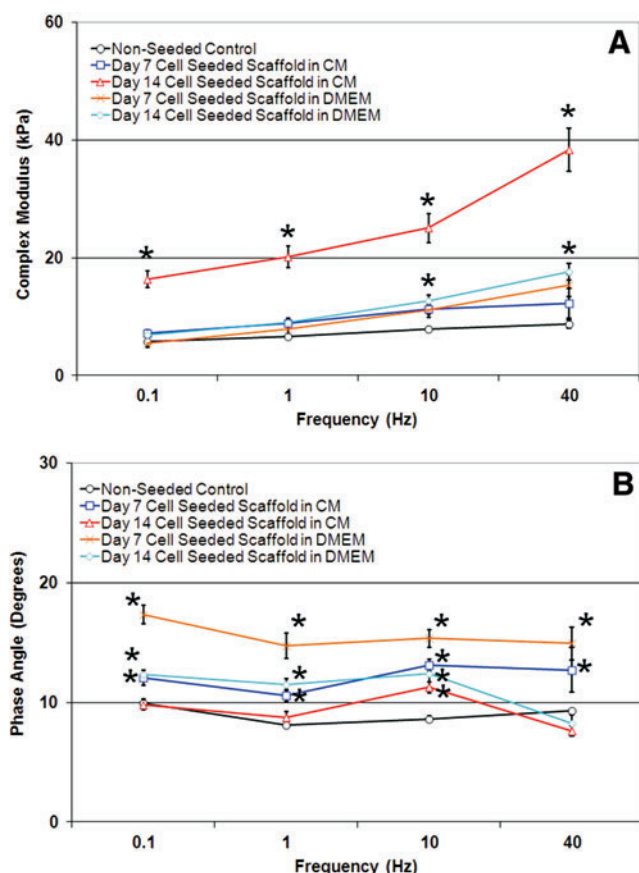 A
Non-Seeded Control
Day 7 Cell Seeded Scaffold in CM
Day 14 Cell Seeded Scaffold in CM
Day 7 Cell Seeded Scaffold in DMEM
Day 14 Cell Seeded Scaffold in DMEM
Complex Modulus (kPa)
60
40
20
0
* * * *
* *
0.1 1 10 40
Frequency (Hz)
B
Non-Seeded Control
Day 7 Cell Seeded Scaffold in CM
Day 14 Cell Seeded Scaffold in CM
Day 7 Cell Seeded Scaffold in DMEM
Day 14 Cell Seeded Scaffold in DMEM
Phase Angle (Degrees)
30
20
10
0
* * * *
* * * *
* * *
*
0.1 1 10 40
Frequency (Hz)